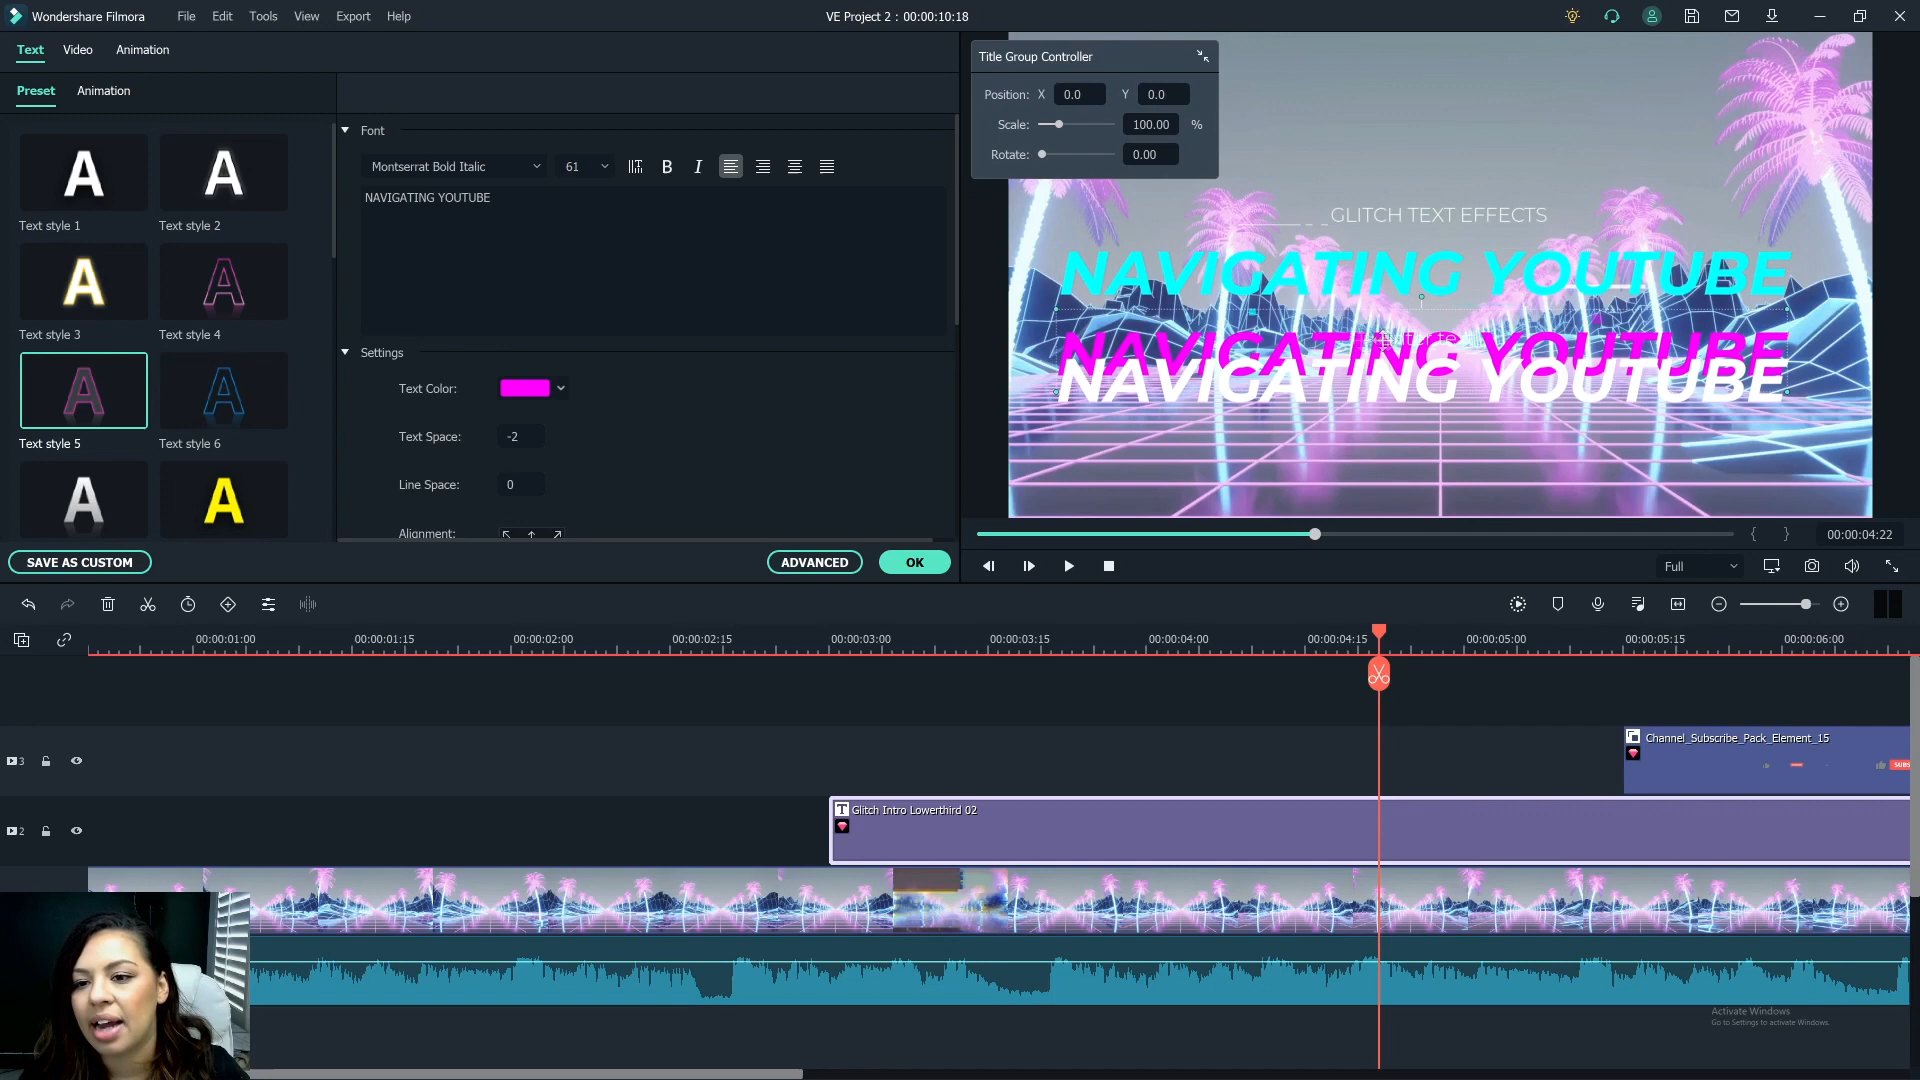 Wondershare Filmora
File Edit Tools View Export Help
VE Project 2 : 00:00:10:18
Text Video Animation
Preset Animation
A A
Text style 1 Text style 2
A A
Text style 3 Text style 4
A A
Text style 5 Text style 6
A A
Font
Montserrat Bold Italic 61 B I
NAVIGATING YOUTUBE
Settings
Text Color:
Text Space: -2
Line Space: 0
Alignment:
SAVE AS CUSTOM ADVANCED OK
Title Group Controller
Position: X 0.0 Y 0.0
Scale: 100.00 %
Rotate: 0.00
GLITCH TEXT EFFECTS
NAVIGATING YOUTUBE
NAVIGATING YOUTUBE
NAVIGATING YOUTUBE
{ } 00:00:04:22
Full
00:00:01:00 00:00:01:15 00:00:02:00 00:00:02:15 00:00:03:00 00:00:03:15 00:00:04:00 00:00:04:15 00:00:05:00 00:00:05:15 00:00:06:00
3
Channel_Subscribe_Pack_Element_15
2
T Glitch Intro Lowerthird 02
Activate Windows
Go to Settings to activate Windows.